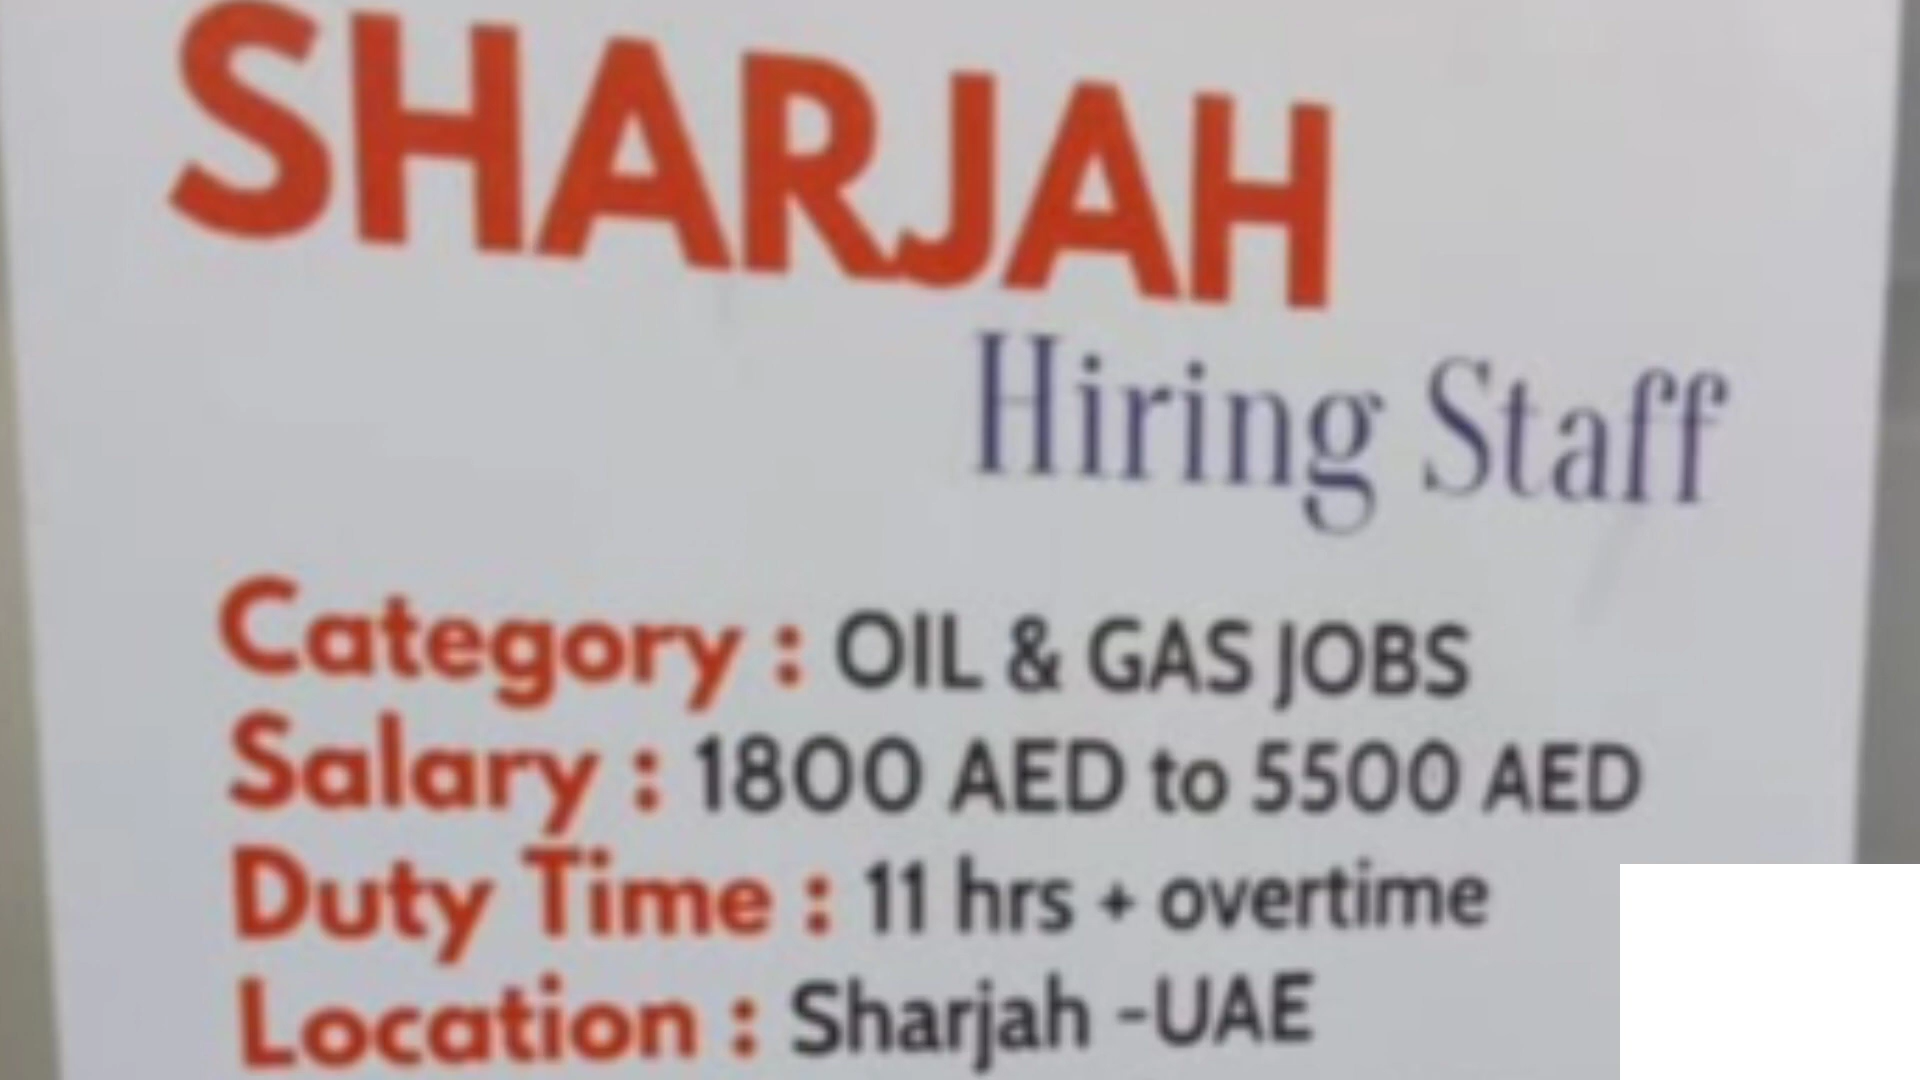 SHARJAH
Hiring Staff
Category : OIL & GAS JOBS
Salary : 1800 AED to 5500 AED
Duty Time : 11 hrs + overtime
Location : Sharjah -UAE